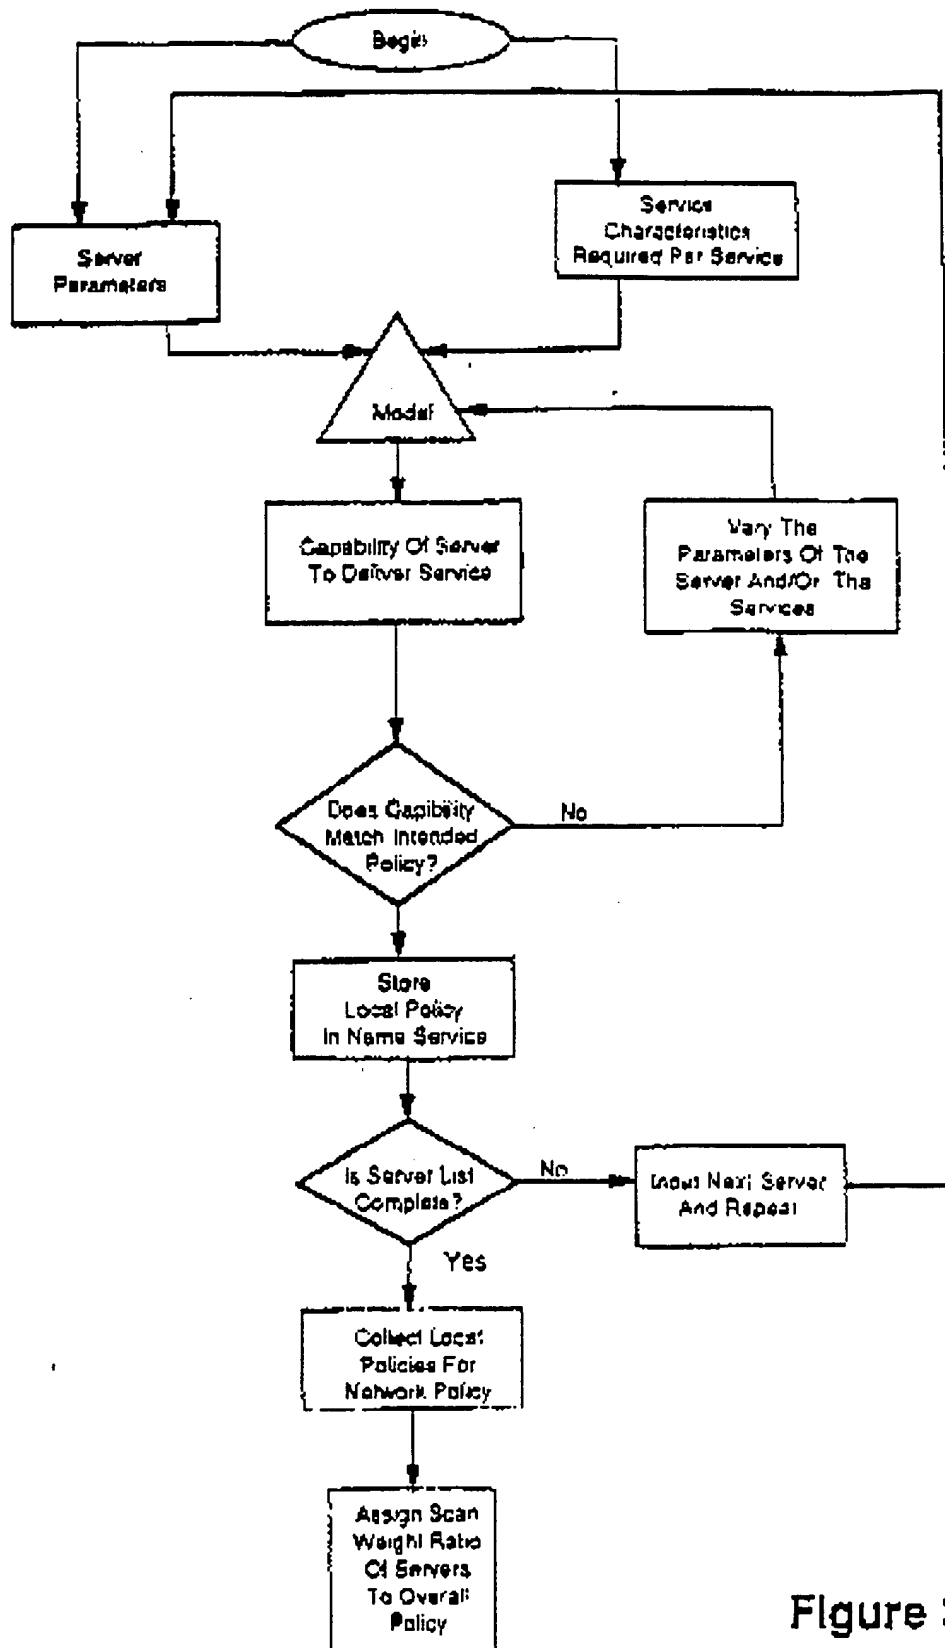 Begin
Server
Parameters
Service
Characteristics
Required Per Service
Model
Capability Of Server
To Deliver Service
Vary The
Parameters Of The
Server And/Or The
Services
Does Capibility
Match Intended
Policy?
No
Store
Local Policy
In Name Service
Is Server List
Complete?
No
Input Next Server
And Repeat
Yes
Collect Local
Policies For
Network Policy
Assign Scan
Weight Ratio
Of Servers
To Overall
Policy
Figure